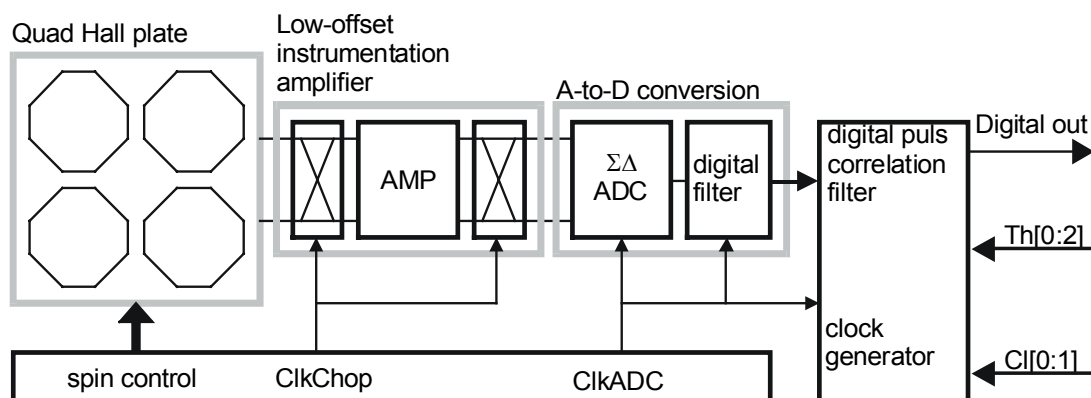 Quad Hall plate
Low-offset
instrumentation
amplifier
A-to-D conversion
AMP
ΣΔ
ADC
digital
filter
digital puls
correlation
filter
Digital out
Th[0:2]
clock
generator
Cl[0:1]
spin control
ClkChop
ClkADC